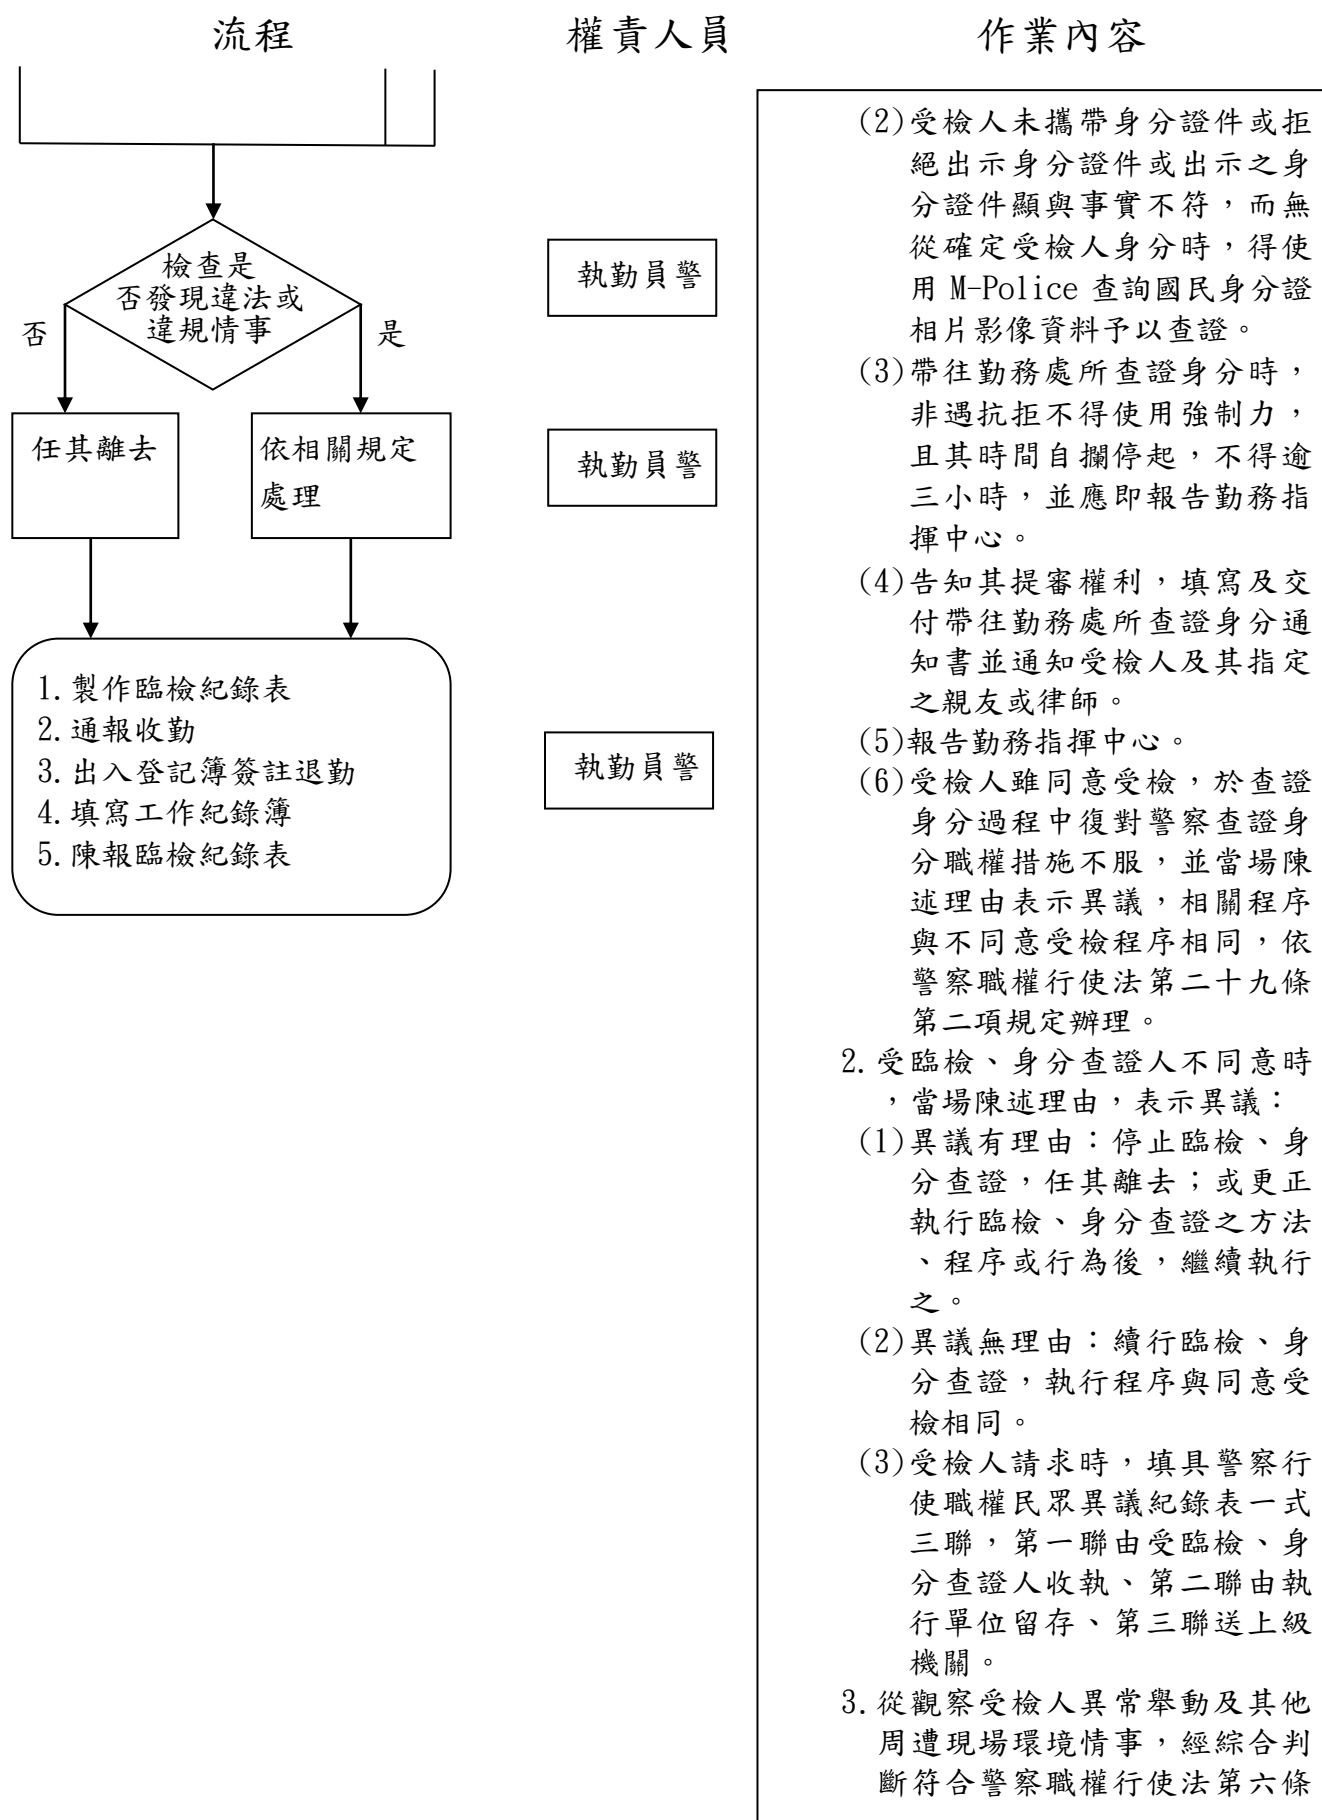 流程
權責人員
作業內容
檢查是
否發現違法或
違規情事
否
是
任其離去
依相關規定
處理
1.製作臨檢紀錄表
2.通報收勤
3.出入登記簿簽註退勤
4.填寫工作紀錄簿
5.陳報臨檢紀錄表
執勤員警
執勤員警
執勤員警
(2)受檢人未攜帶身分證件或拒
絕出示身分證件或出示之身
分證件顯與事實不符，而無
從確定受檢人身分時，得使
用 M-Police 查詢國民身分證
相片影像資料予以查證。
(3)帶往勤務處所查證身分時，
非遇抗拒不得使用強制力，
且其時間自攔停起，不得逾
三小時，並應即報告勤務指
揮中心。
(4)告知其提審權利，填寫及交
付帶往勤務處所查證身分通
知書並通知受檢人及其指定
之親友或律師。
(5)報告勤務指揮中心。
(6)受檢人雖同意受檢，於查證
身分過程中復對警察查證身
分職權措施不服，並當場陳
述理由表示異議，相關程序
與不同意受檢程序相同，依
警察職權行使法第二十九條
第二項規定辦理。
2.受臨檢、身分查證人不同意時
，當場陳述理由，表示異議：
(1)異議有理由：停止臨檢、身
分查證，任其離去；或更正
執行臨檢、身分查證之方法
、程序或行為後，繼續執行
之。
(2)異議無理由：續行臨檢、身
分查證，執行程序與同意受
檢相同。
(3)受檢人請求時，填具警察行
使職權民眾異議紀錄表一式
三聯，第一聯由受臨檢、身
分查證人收執、第二聯由執
行單位留存、第三聯送上級
機關。
3.從觀察受檢人異常舉動及其他
周遭現場環境情事，經綜合判
斷符合警察職權行使法第六條